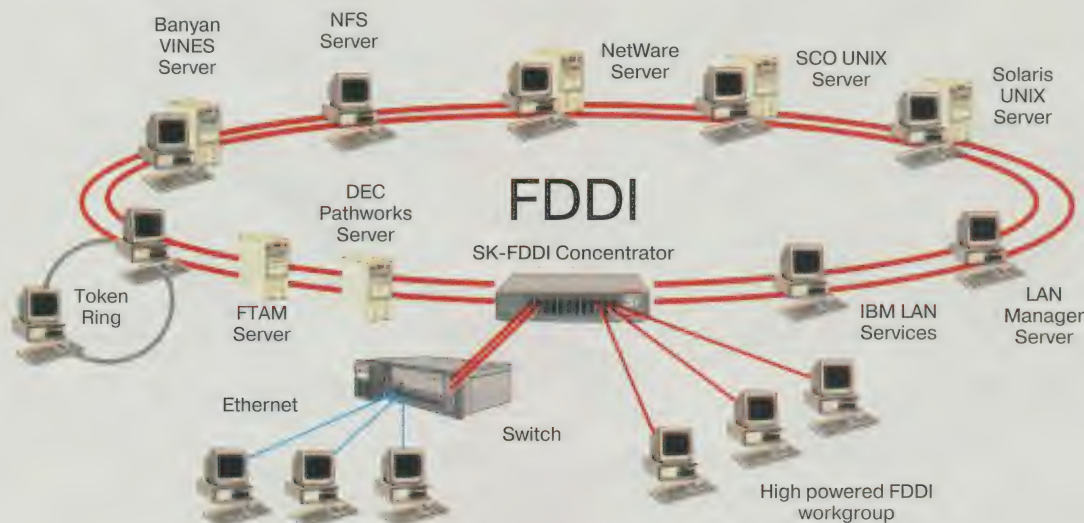 Banyan
VINES
Server
NFS
Server
NetWare
Server
SCO UNIX
Server
Solaris
UNIX
Server
FDDI
DEC
Pathworks
Server
SK-FDDI Concentrator
Token
Ring
FTAM
Server
IBM LAN
Services
LAN
Manager
Server
Ethernet
Switch
High powered FDDI
workgroup